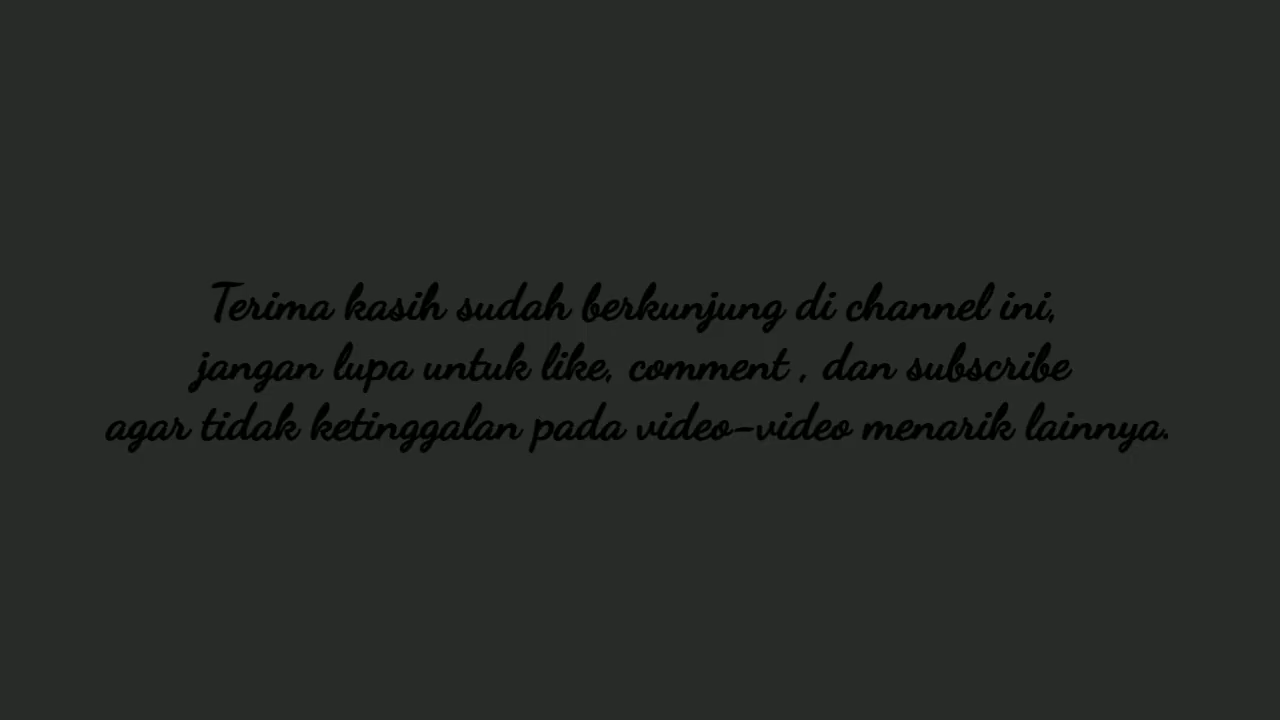 Terima kasih sudah berkunjung di channel ini,
jangan lupa untuk like, comment , dan subscribe
agar tidak ketinggalan pada video-video menarik lainnya.